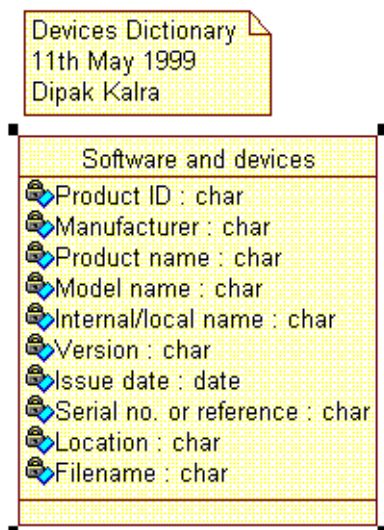 Devices Dictionary
11th May 1999
Dipak Kalra
Software and devices
Product ID : char
Manufacturer : char
Product name : char
Model name : char
Internal/local name : char
Version : char
Issue date : date
Serial no. or reference : char
Location : char
Filename : char